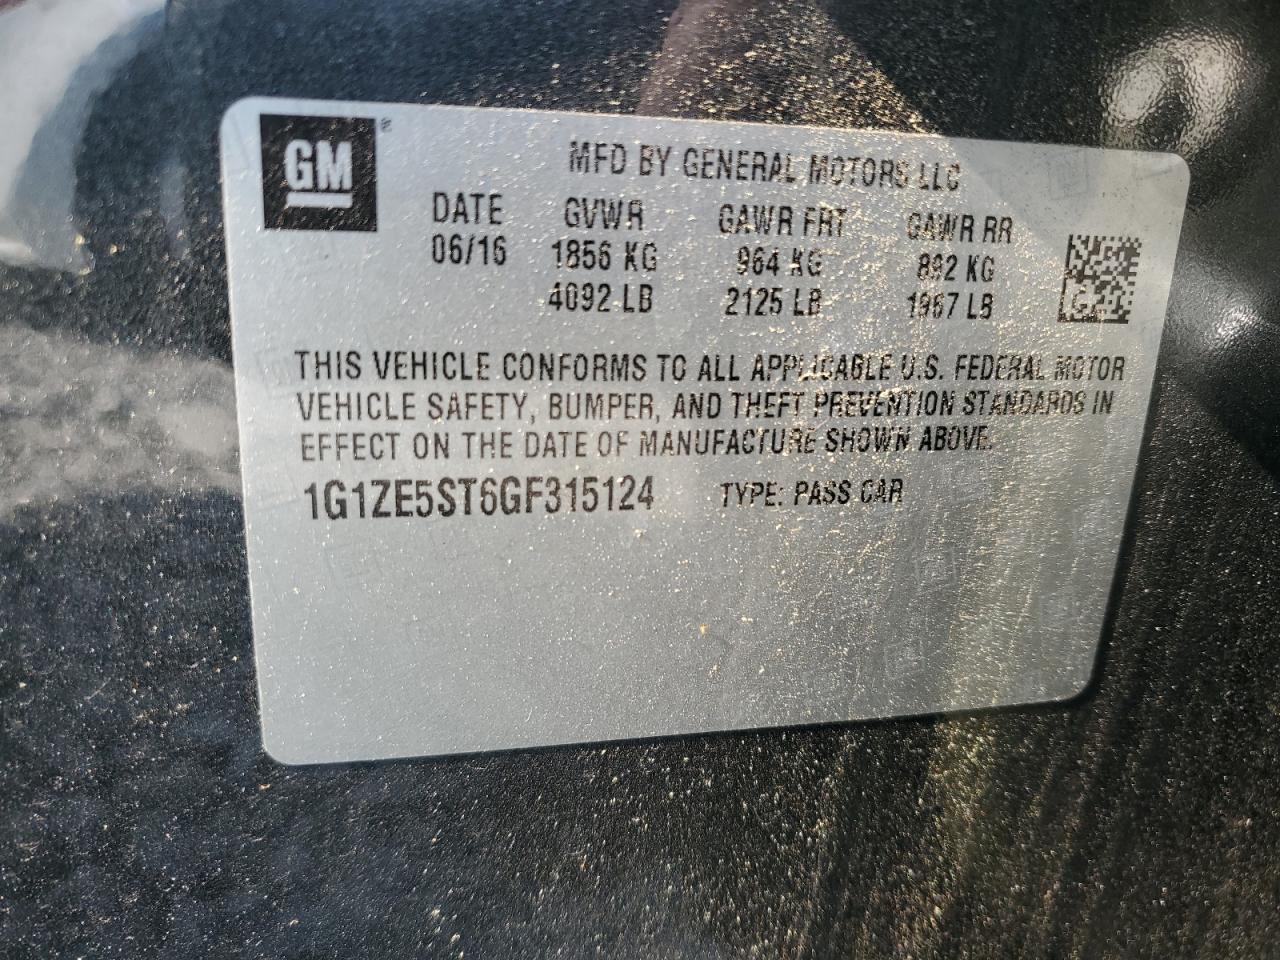 GM ®
MFD BY GENERAL MOTORS LLC
DATE GVWR GAWR FRT GAWR RR
06/16 1856 KG 964 KG 892 KG
4092 LB 2125 LB 1967 LB
THIS VEHICLE CONFORMS TO ALL APPLICABLE U.S. FEDERAL MOTOR
VEHICLE SAFETY, BUMPER, AND THEFT PREVENTION STANDARDS IN
EFFECT ON THE DATE OF MANUFACTURE SHOWN ABOVE.
1G1ZE5ST6GF315124 TYPE: PASS CAR